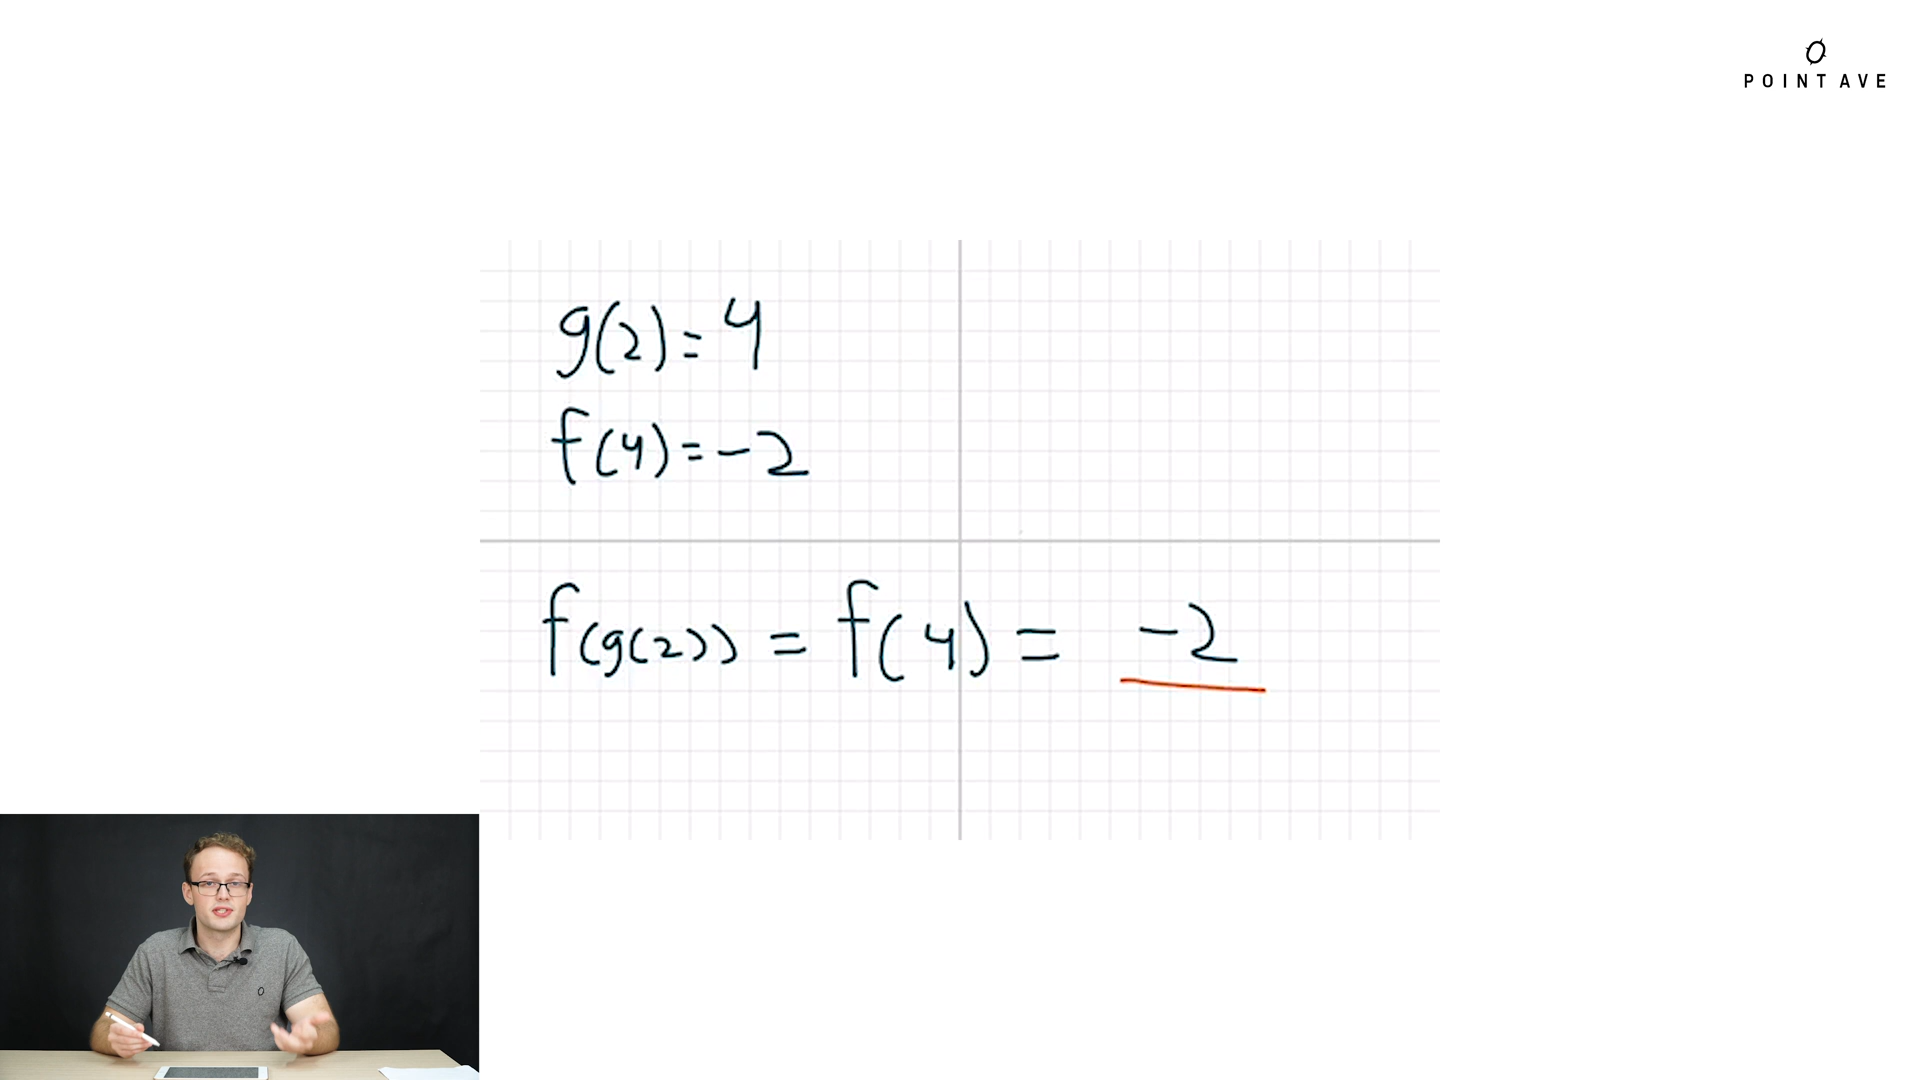 POINT AVE
g(2)=4
f(4)=-2
f(g(2)) = f(4) = -2